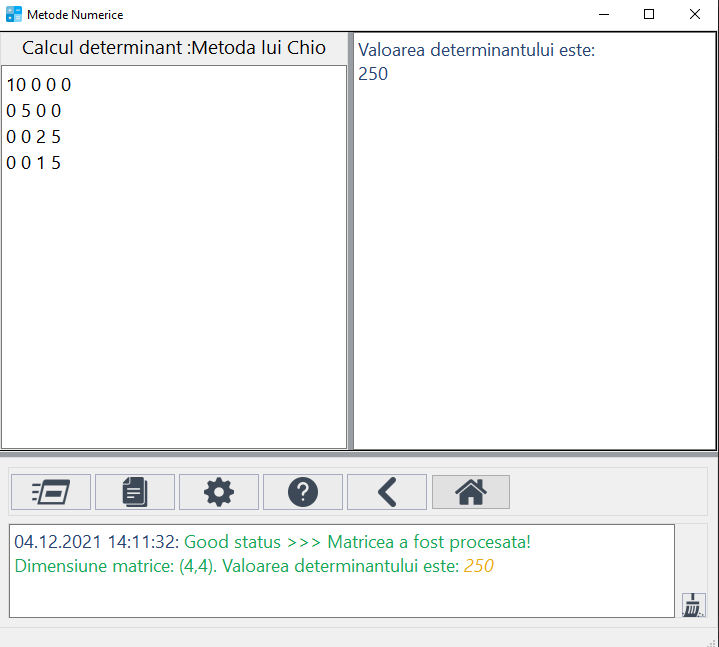 Metode Numerice
Calcul determinant :Metoda lui Chio
10 0 0 0
0 5 0 0
0 0 2 5
0 0 1 5
Valoarea determinantului este:
250
04.12.2021 14:11:32: Good status >>> Matricea a fost procesata!
Dimensiune matrice: (4,4). Valoarea determinantului este: 250